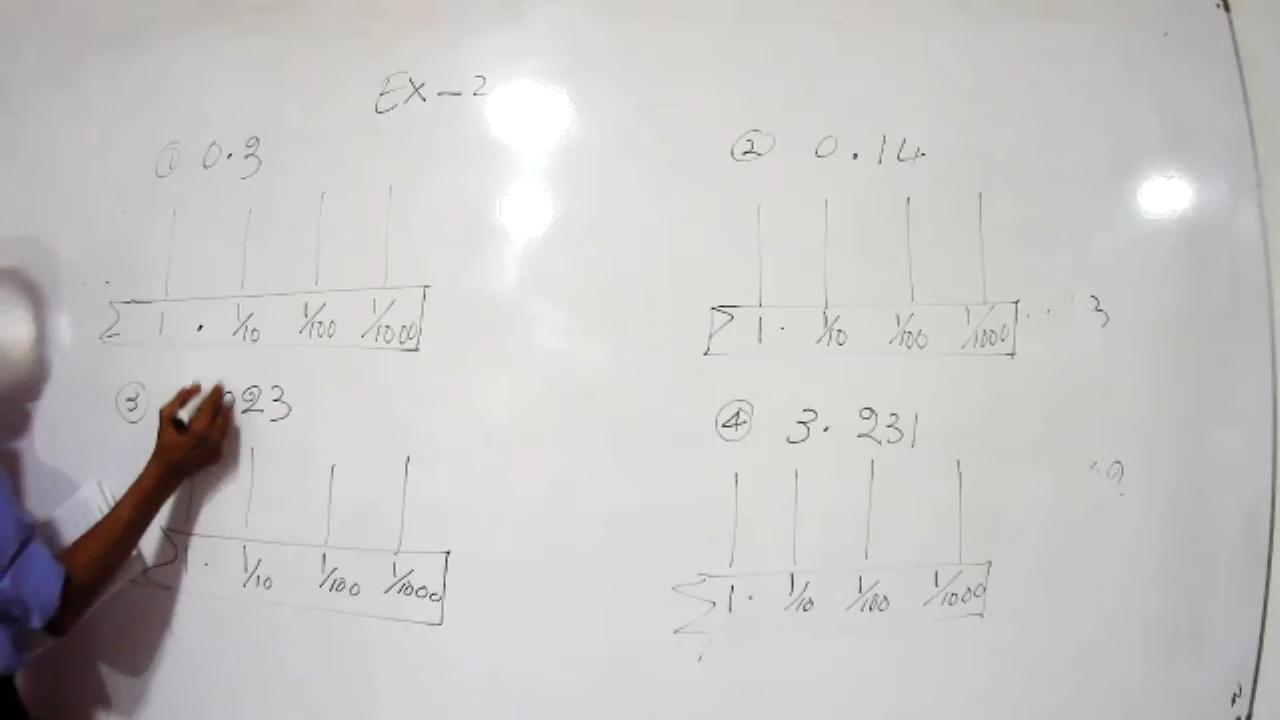 Ex-2
① 0.3
1 . 1/10 1/100 1/1000
② 0.14
1 . 1/10 1/100 1/1000
③ 023
1 . 1/10 1/100 1/1000
④ 3.231
1 . 1/10 1/100 1/1000